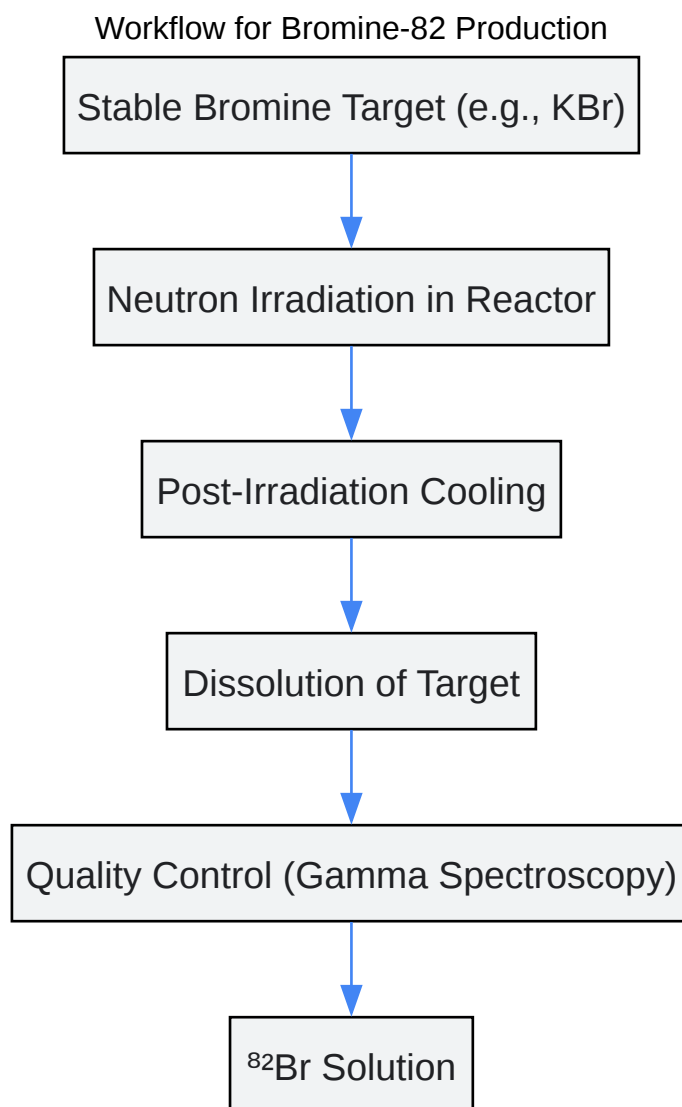 Workflow for Bromine-82 Production
Stable Bromine Target (e.g., KBr)
Neutron Irradiation in Reactor
Post-Irradiation Cooling
Dissolution of Target
Quality Control (Gamma Spectroscopy)
⁸²Br Solution